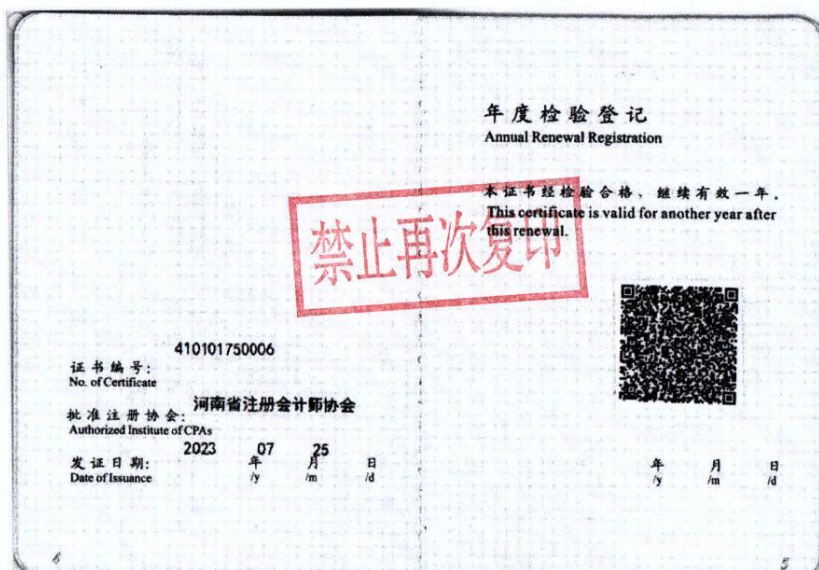 410101750006
证书编号:
No. of Certificate
河南省注册会计师协会
批准注册协会:
Authorized Institute of CPAs
2023 07 25
发证日期: 年 月 日
Date of Issuance /y /m /d
年度检验登记
Annual Renewal Registration
本证书经检验合格，继续有效一年。
This certificate is valid for another year after
this renewal.
禁止再次复印
年 月 日
/y /m /d
5